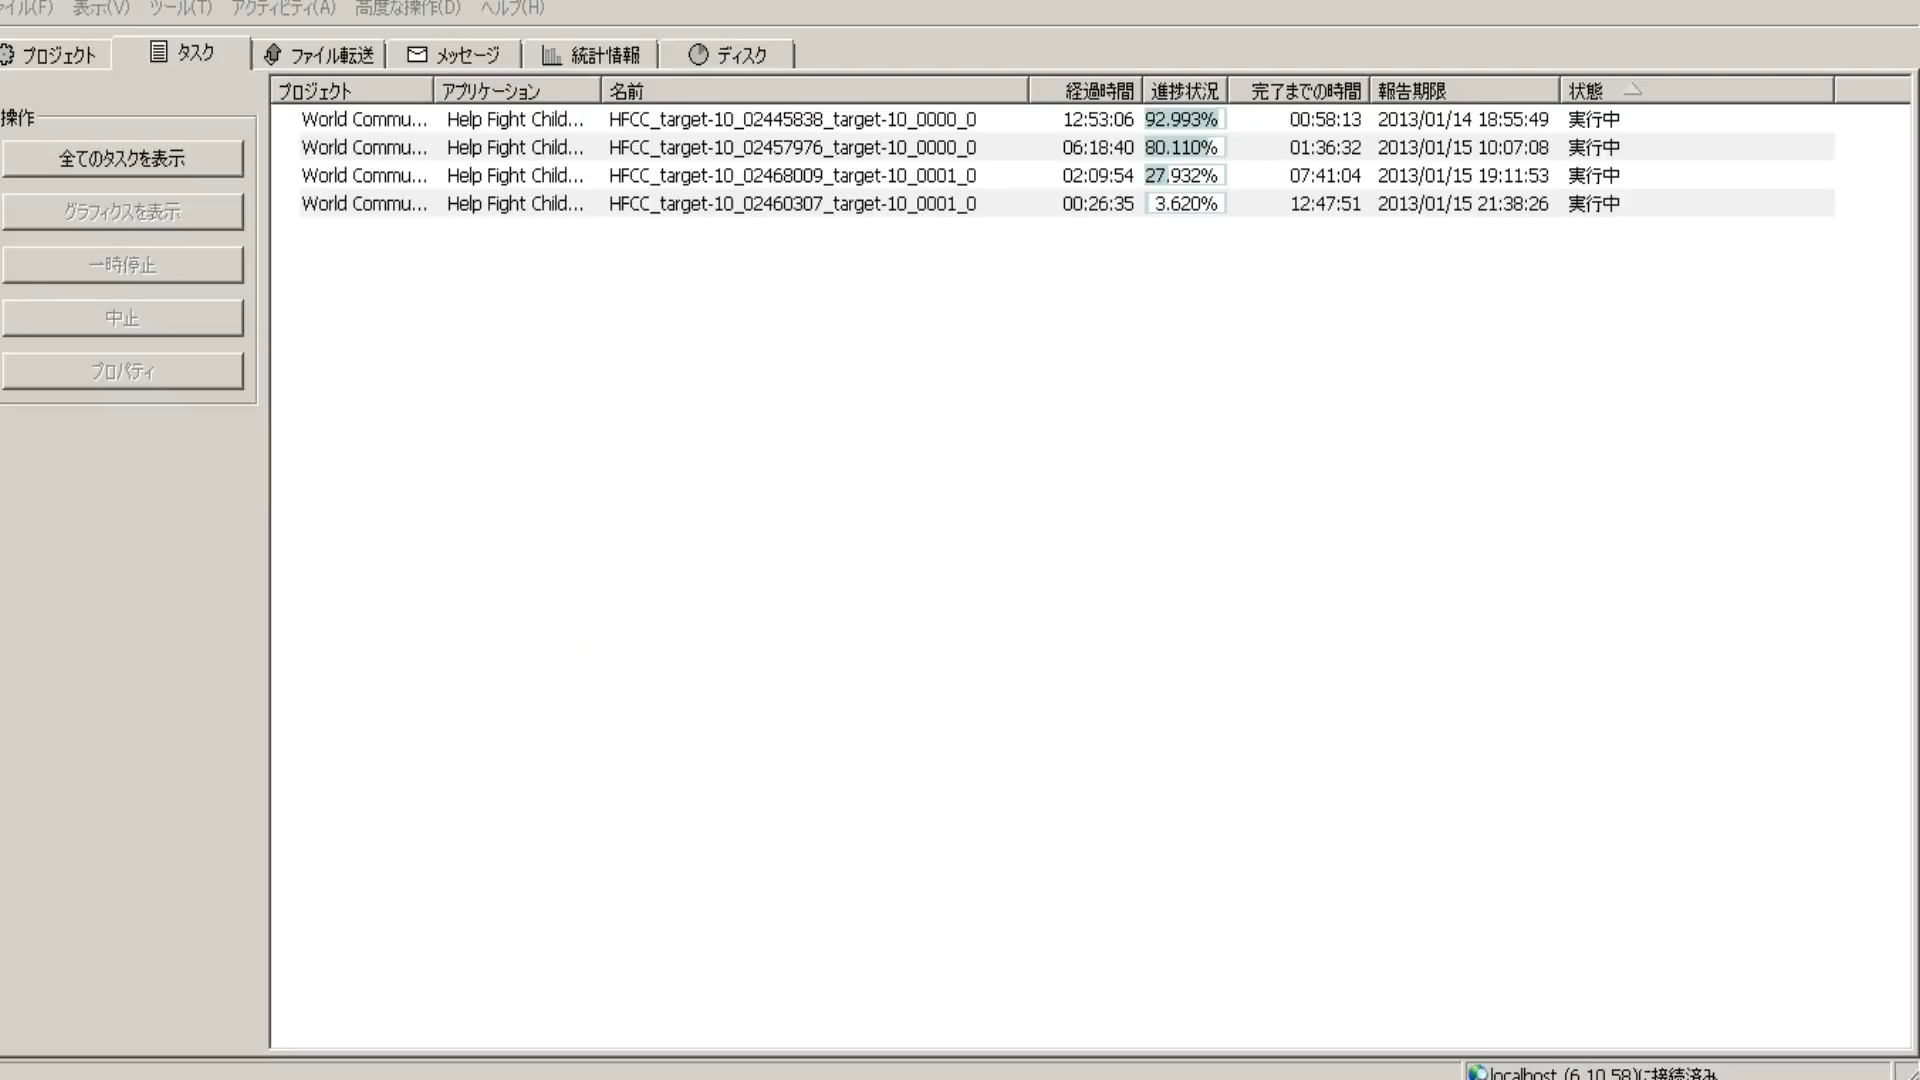 イル(F) 表示(V) ツール(T) アクティビティ(A) 高度な操作(D) ヘルプ(H)
プロジェクト タスク ファイル転送 メッセージ 統計情報 ディスク
プロジェクト アプリケーション 名前 経過時間 進捗状況 完了までの時間 報告期限 状態
操作
World Commu... Help Fight Child... HFCC_target-10_02445838_target-10_0000_0 12:53:06 92.993% 00:58:13 2013/01/14 18:55:49 実行中
World Commu... Help Fight Child... HFCC_target-10_02457976_target-10_0000_0 06:18:40 80.110% 01:36:32 2013/01/15 10:07:08 実行中
World Commu... Help Fight Child... HFCC_target-10_02468009_target-10_0001_0 02:09:54 27.932% 07:41:04 2013/01/15 19:11:53 実行中
World Commu... Help Fight Child... HFCC_target-10_02460307_target-10_0001_0 00:26:35 3.620% 12:47:51 2013/01/15 21:38:26 実行中
全てのタスクを表示
グラフィクスを表示
一時停止
中止
プロパティ
localhost (6.10.58)に接続済み